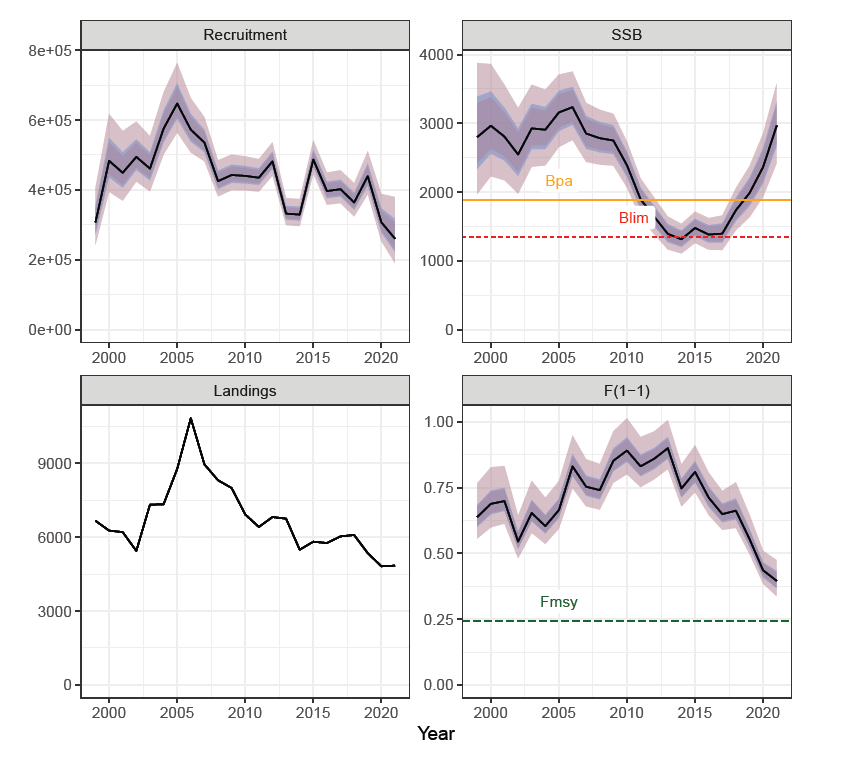 Recruitment
8e+05
6e+05
4e+05
2e+05
0e+00
2000 2005 2010 2015 2020
SSB
4000
3000
2000
1000
0
Bpa
Blim
2000 2005 2010 2015 2020
Landings
9000
6000
3000
0
2000 2005 2010 2015 2020
F(1−1)
1.00
0.75
0.50
0.25
0.00
Fmsy
2000 2005 2010 2015 2020
Year